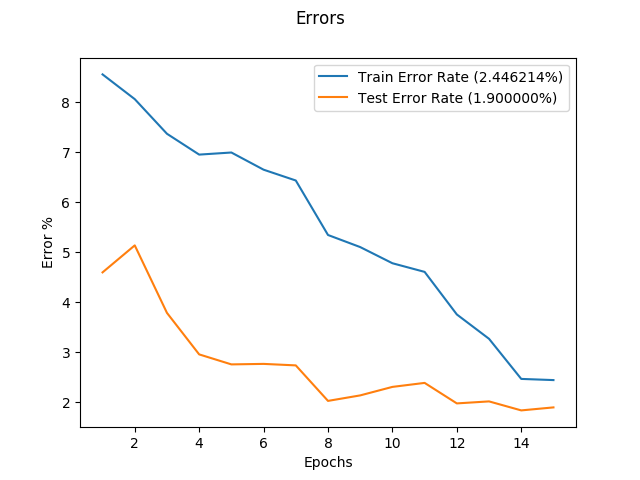 Errors
Train Error Rate (2.446214%)
Test Error Rate (1.900000%)
Error %
8
7
6
5
4
3
2
2 4 6 8 10 12 14
Epochs